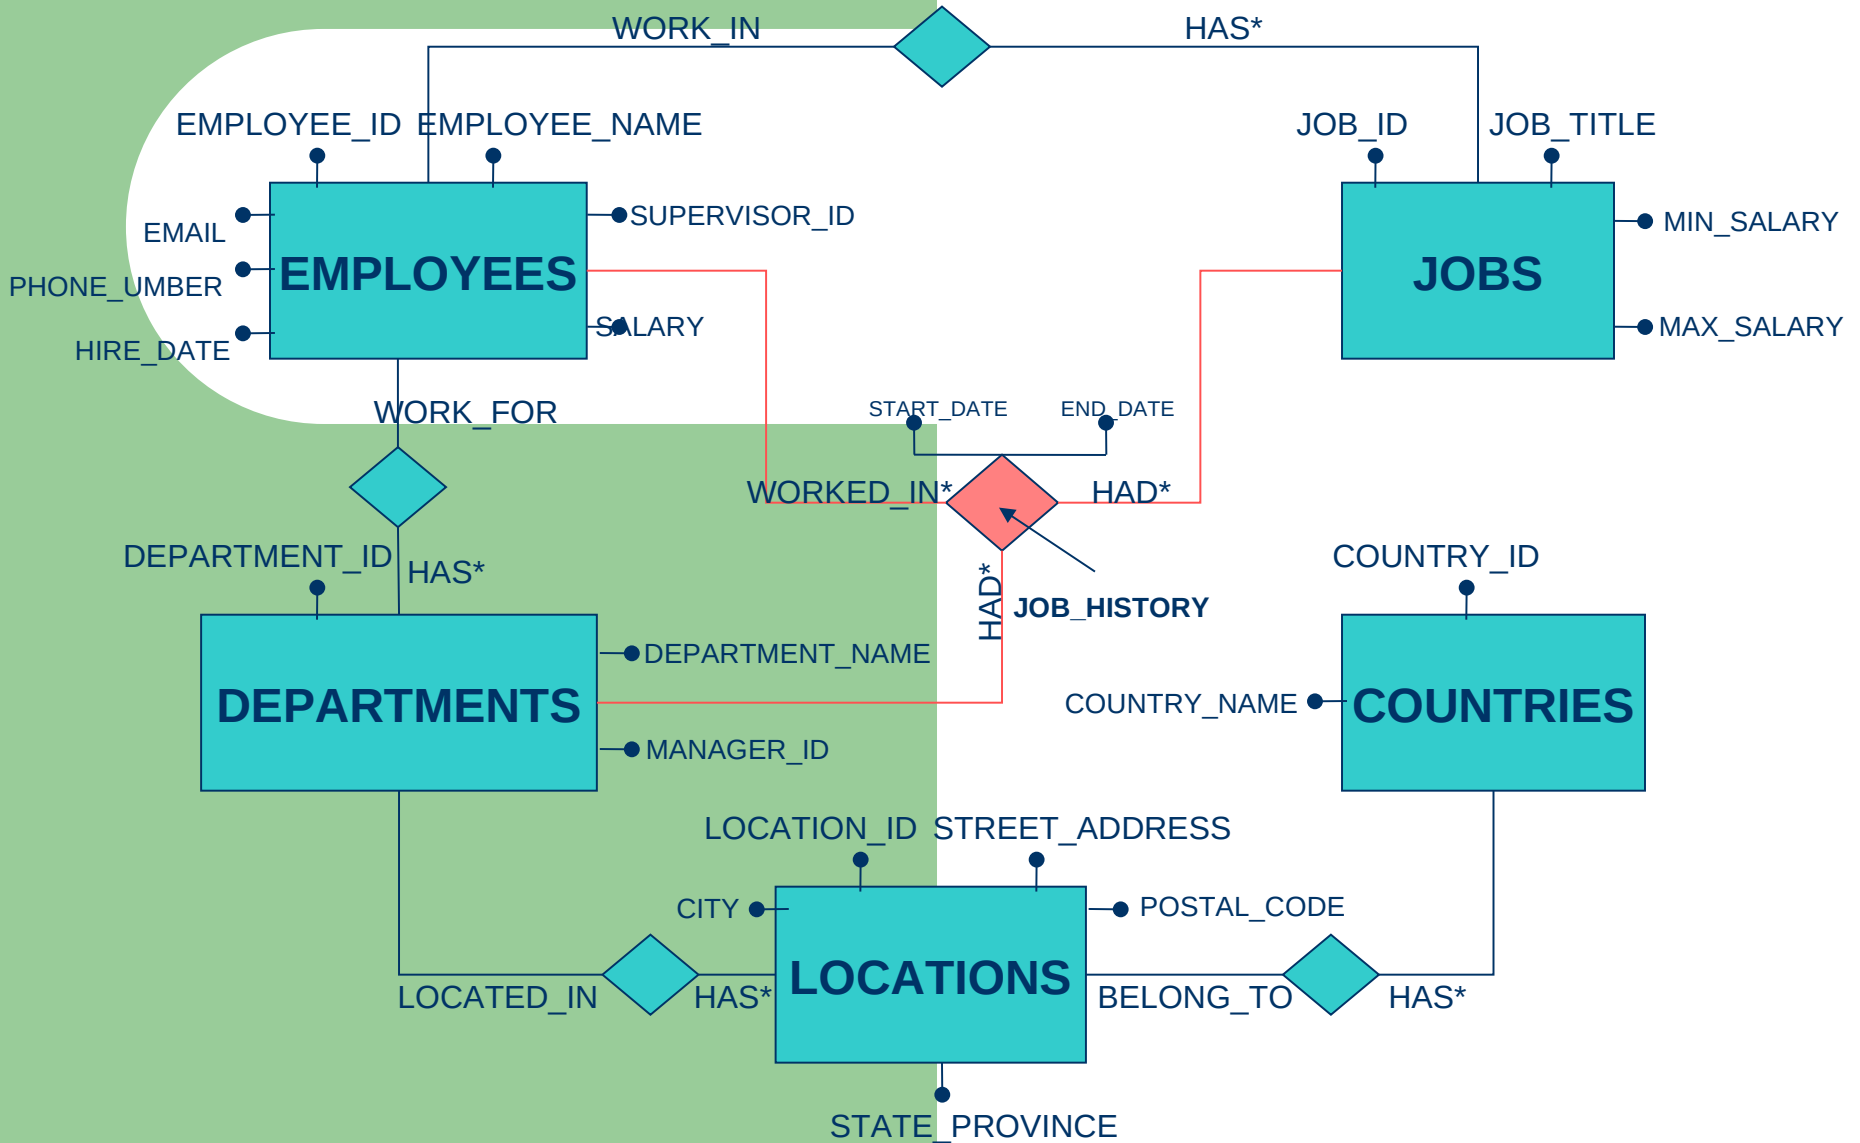 WORK_IN
HAS*
EMPLOYEE_ID
EMPLOYEE_NAME
JOB_ID
JOB_TITLE
EMAIL
SUPERVISOR_ID
MIN_SALARY
EMPLOYEES
JOBS
PHONE_UMBER
SALARY
MAX_SALARY
HIRE_DATE
WORK_FOR
START_DATE
END_DATE
WORKED_IN*
HAD*
DEPARTMENT_ID
HAS*
HAD*
JOB_HISTORY
COUNTRY_ID
DEPARTMENT_NAME
DEPARTMENTS
COUNTRY_NAME
COUNTRIES
MANAGER_ID
LOCATION_ID
STREET_ADDRESS
CITY
POSTAL_CODE
LOCATIONS
LOCATED_IN
HAS*
BELONG_TO
HAS*
STATE_PROVINCE